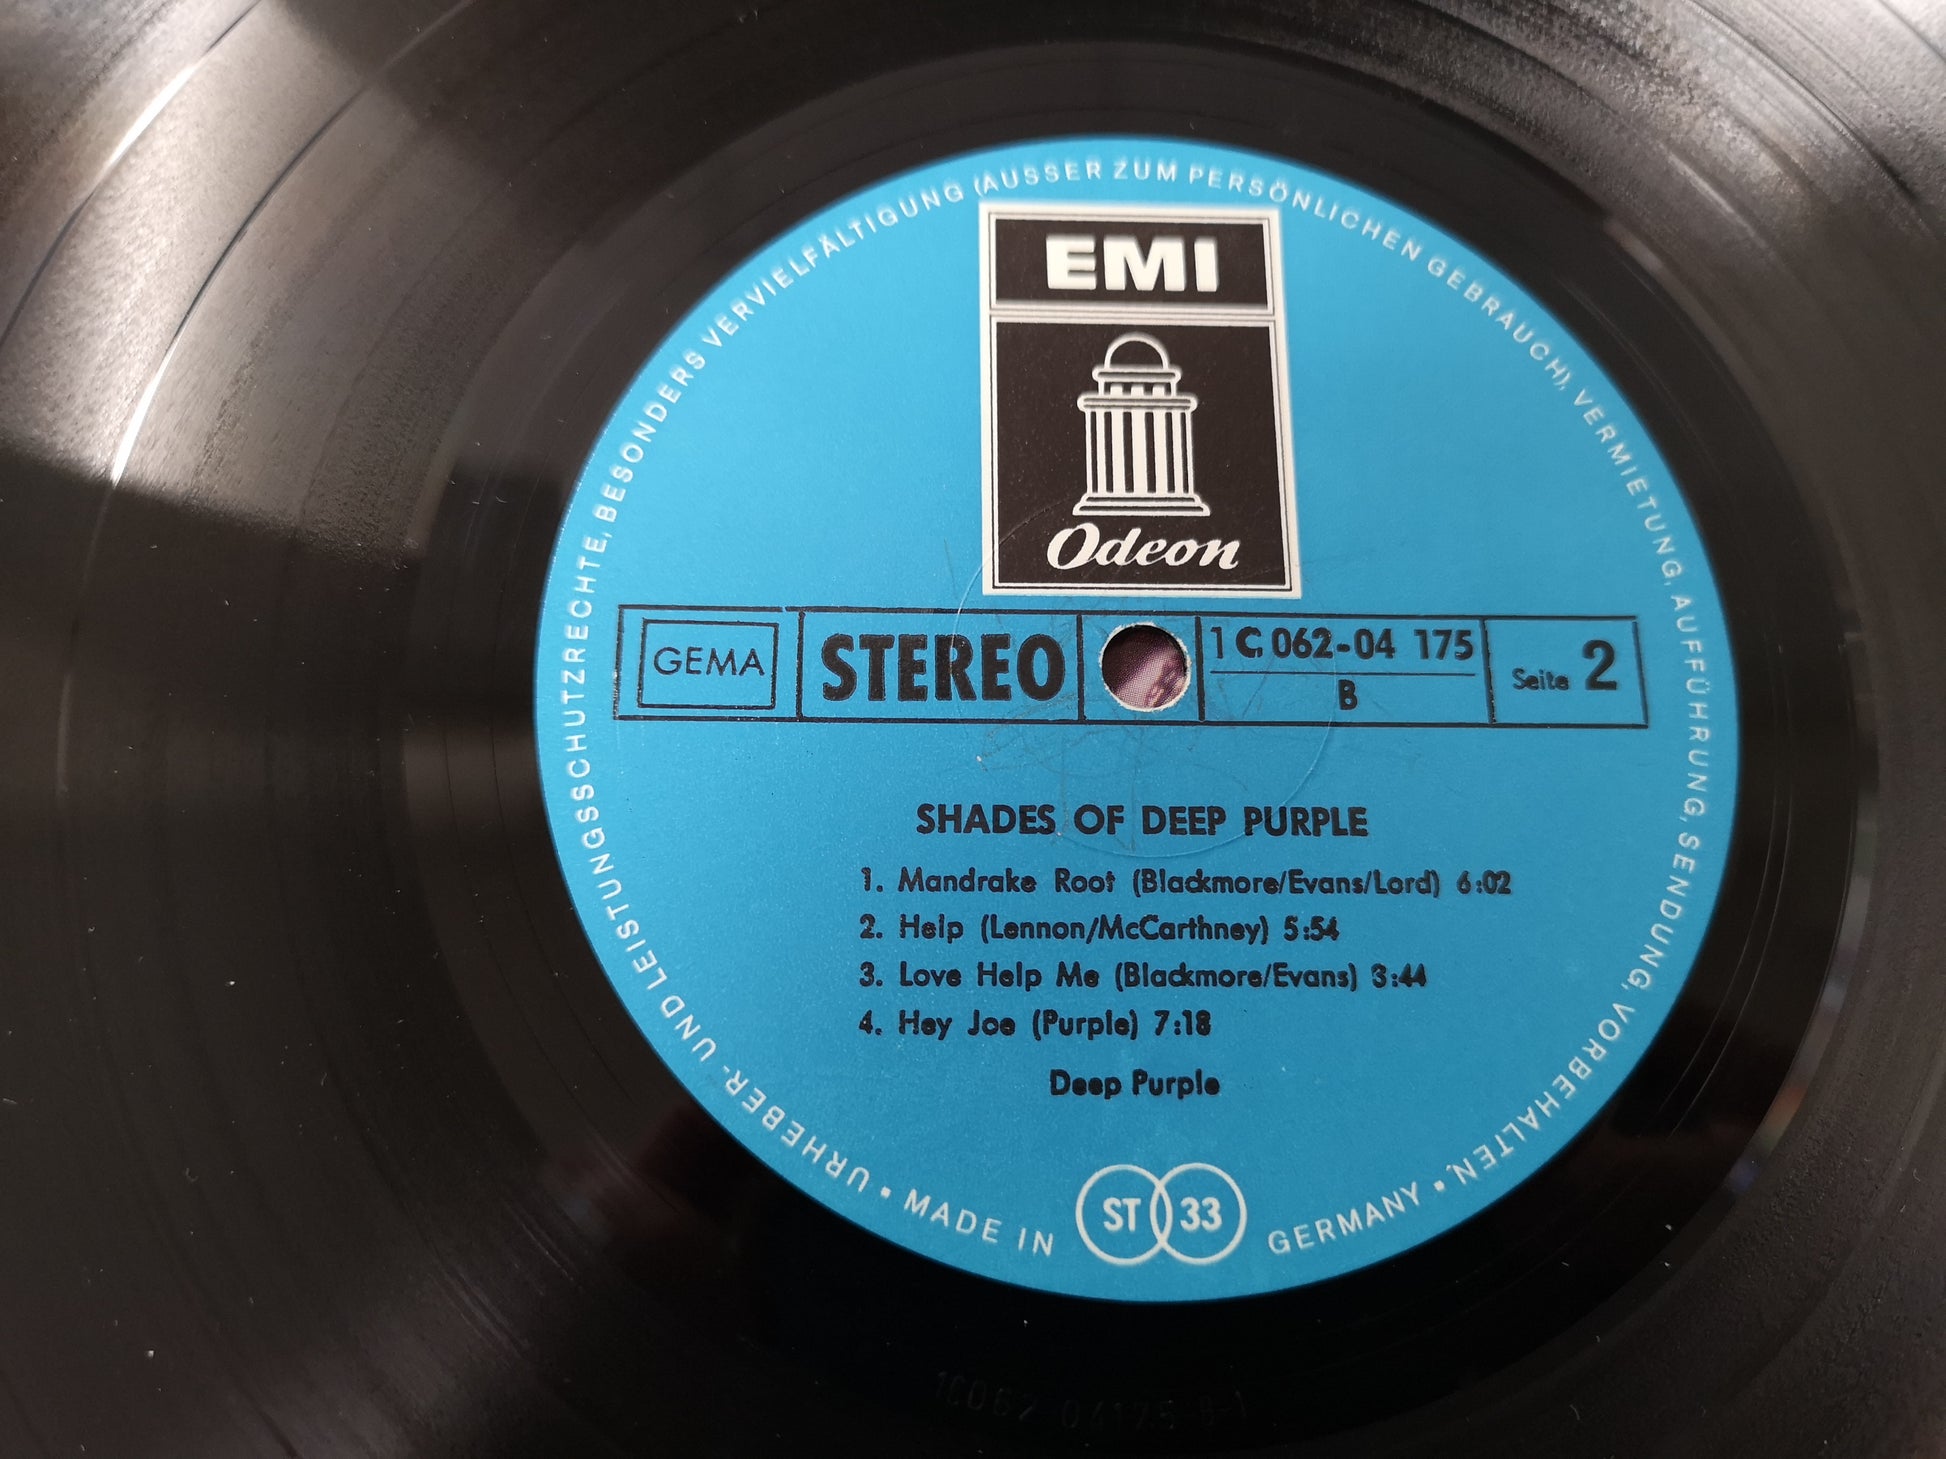 URHEBER- UND LEISTUNGSSCHUTZRECHTE, BESONDERS VERVIELFÄLTIGUNG (AUSSER ZUM PERSÖNLICHEN GEBRAUCH), VERMIETUNG, AUFFÜHRUNG, SENDUNG, VORBEHALTEN.
EMI
Odeon
GEMA
STEREO
1 C 062-04 175
B
Seite 2
SHADES OF DEEP PURPLE
1. Mandrake Root (Blackmore/Evans/Lord) 6:02
2. Help (Lennon/McCarthney) 5:54
3. Love Help Me (Blackmore/Evans) 3:44
4. Hey Joe (Purple) 7:18
Deep Purple
• MADE IN ST 33 GERMANY •
1C062 04175 B-1